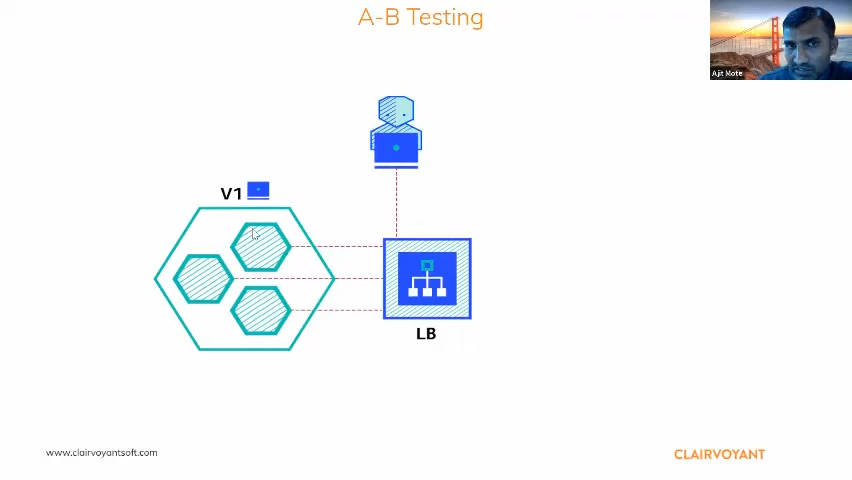 A-B Testing
Ajit Mote
V1
LB
www.clairvoyantsoft.com
CLAIRVOYANT